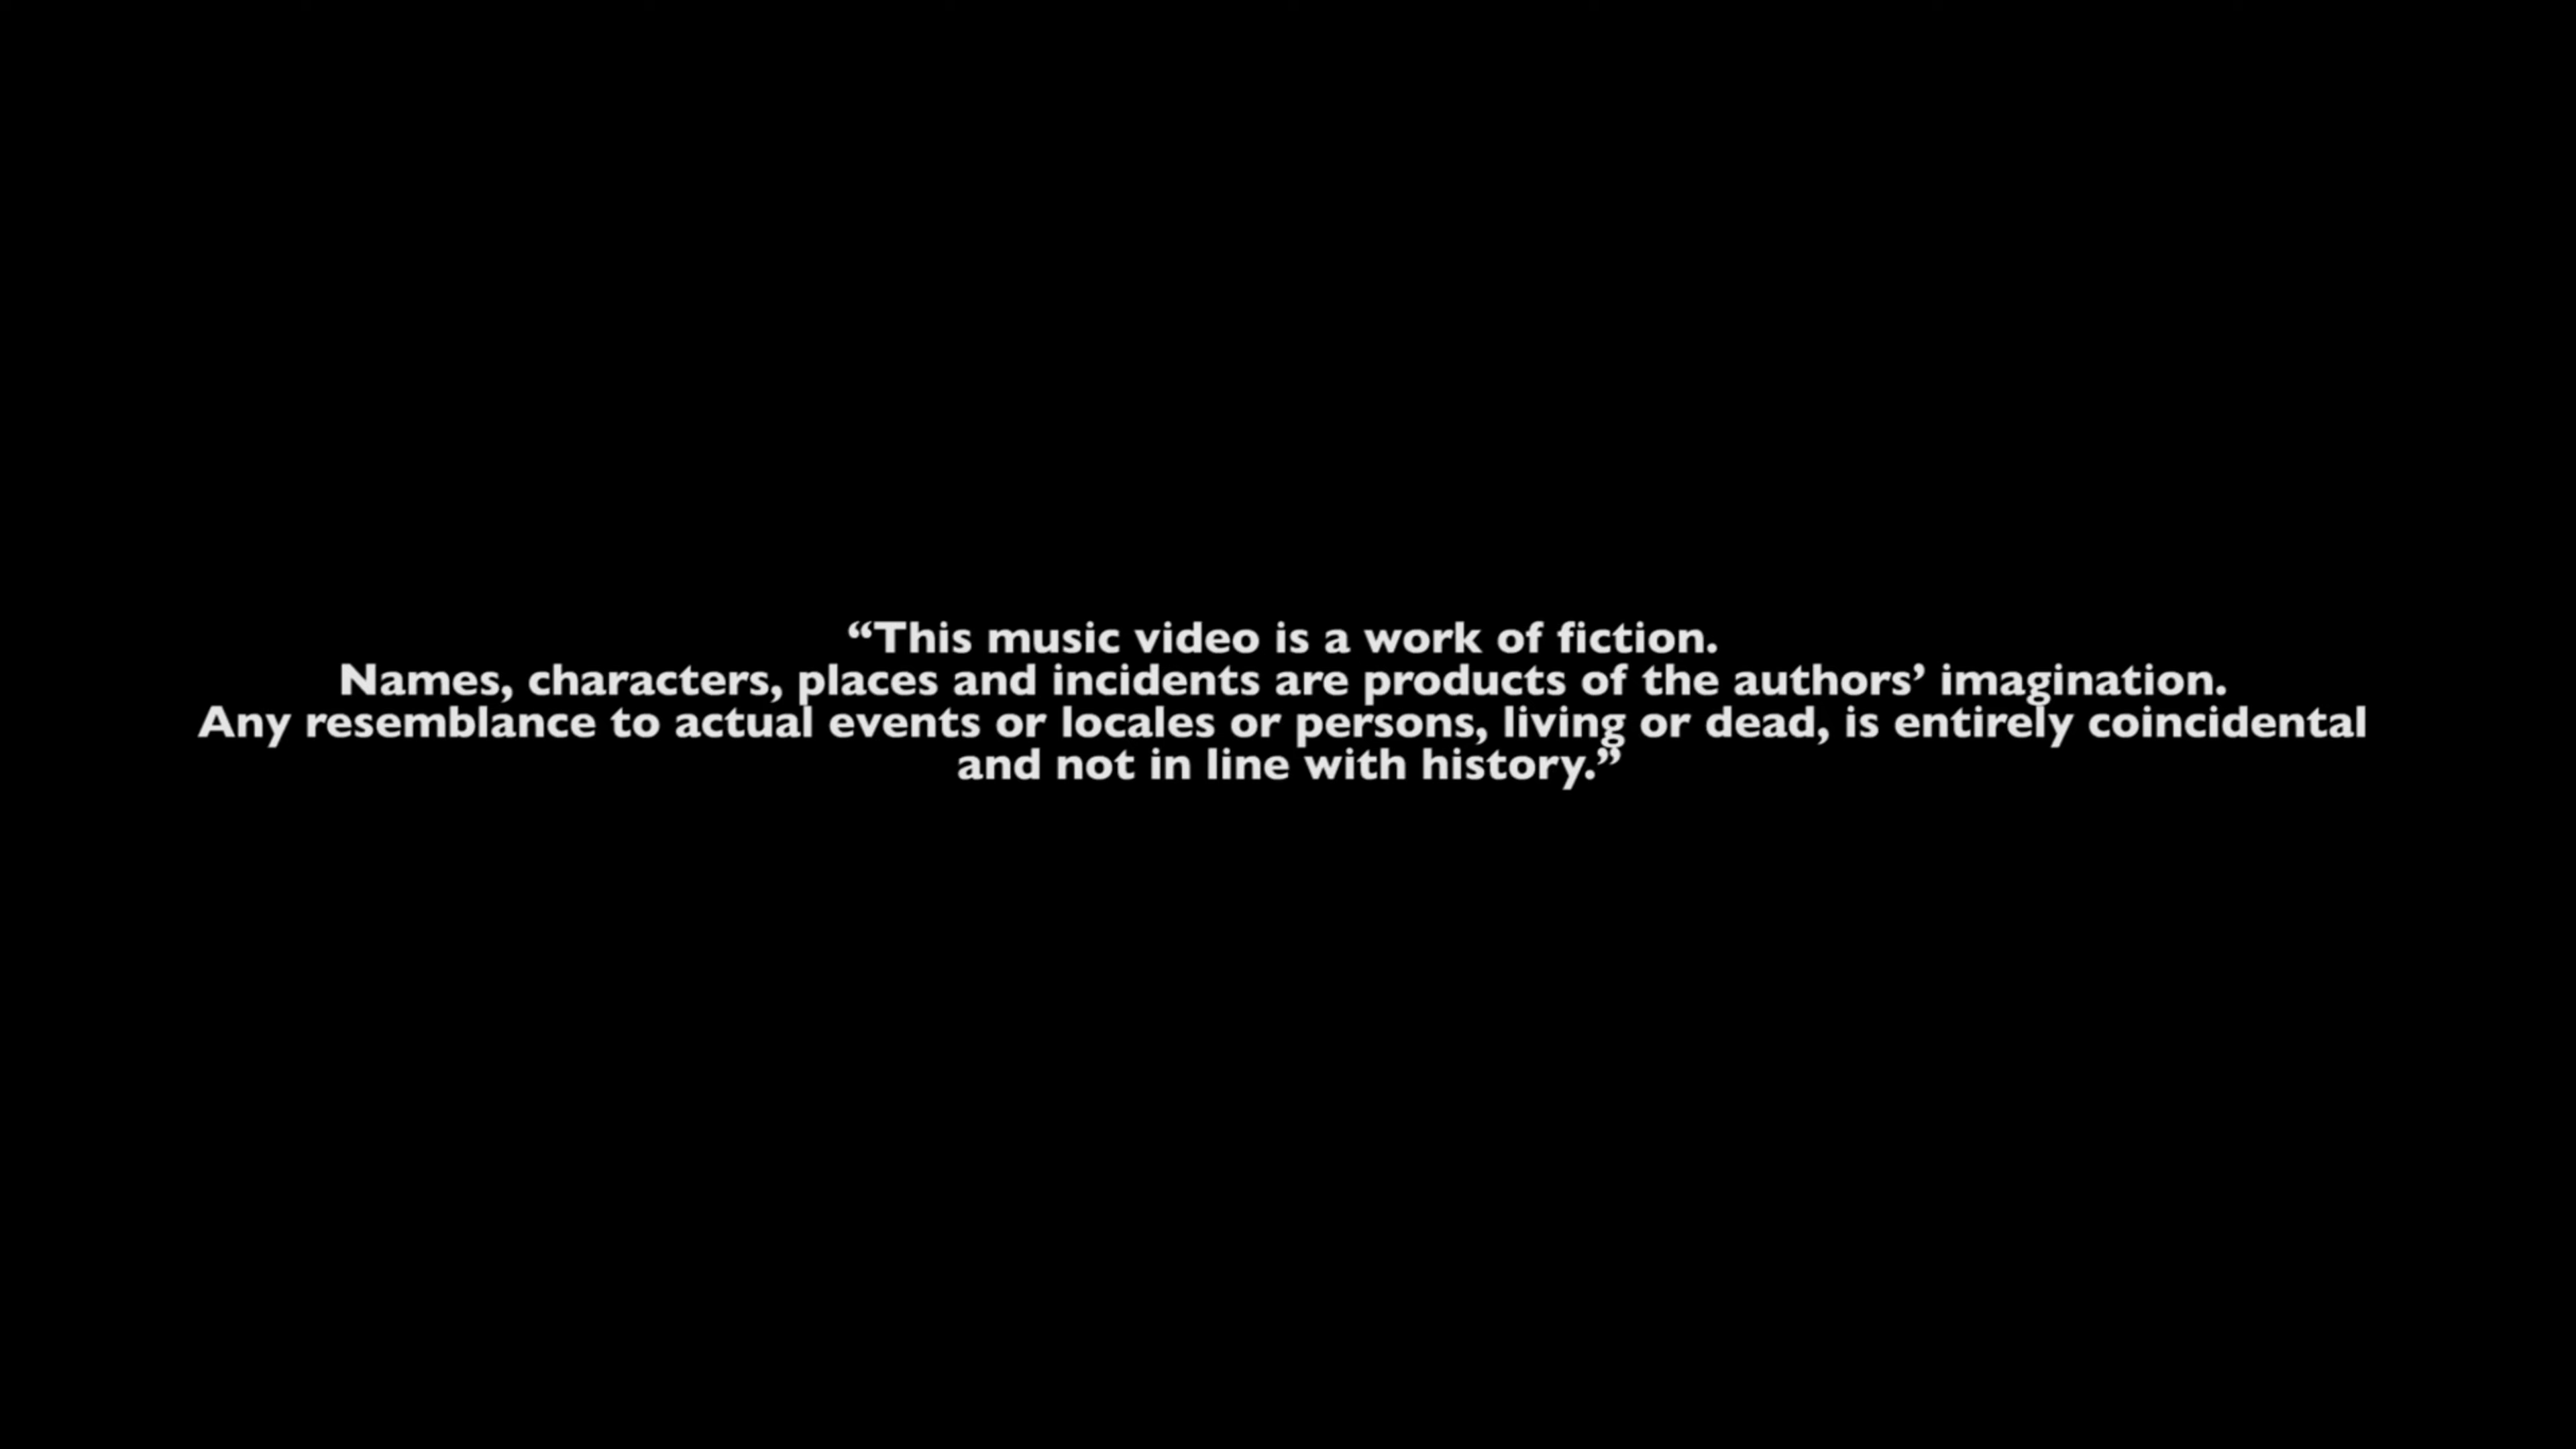 “This music video is a work of fiction.
Names, characters, places and incidents are products of the authors’ imagination.
Any resemblance to actual events or locales or persons, living or dead, is entirely coincidental
and not in line with history.”